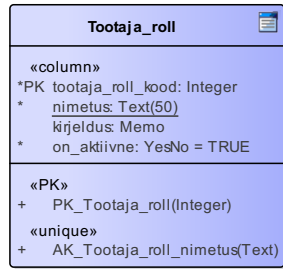 Tootaja_roll
«column»
*PK tootaja_roll_kood: Integer
* nimetus: Text(50)
kirjeldus: Memo
* on_aktiivne: YesNo = TRUE
«PK»
+ PK_Tootaja_roll(Integer)
«unique»
+ AK_Tootaja_roll_nimetus(Text)